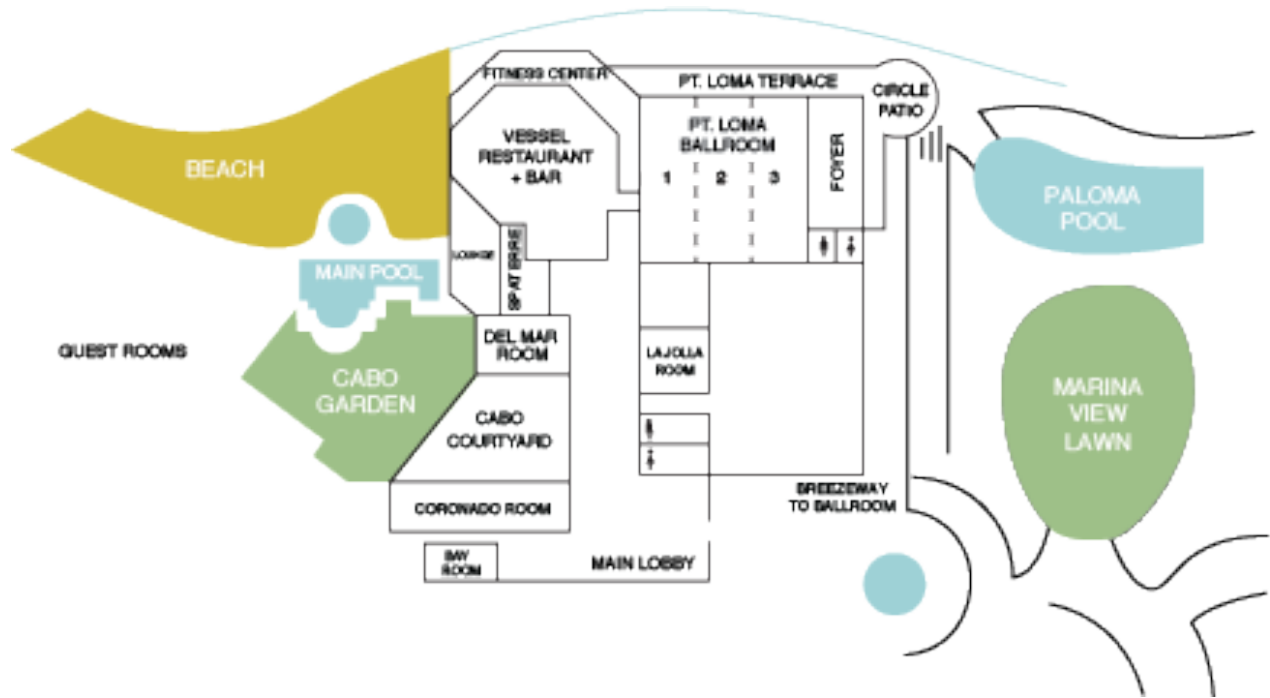 FITNESS CENTER
PT. LOMA TERRACE
CIRCLE
PATIO
VESSEL
RESTAURANT
+ BAR
PT. LOMA
BALLROOM
1 2 3
FOYER
BEACH
PALOMA
POOL
LOUNGE
MAIN POOL
DEL MAR
ROOM
LA JOLLA
ROOM
GUEST ROOMS
CABO
GARDEN
CABO
COURTYARD
MARINA
VIEW
LAWN
BREEZEWAY
TO BALLROOM
CORONADO ROOM
BAY
ROOM
MAIN LOBBY